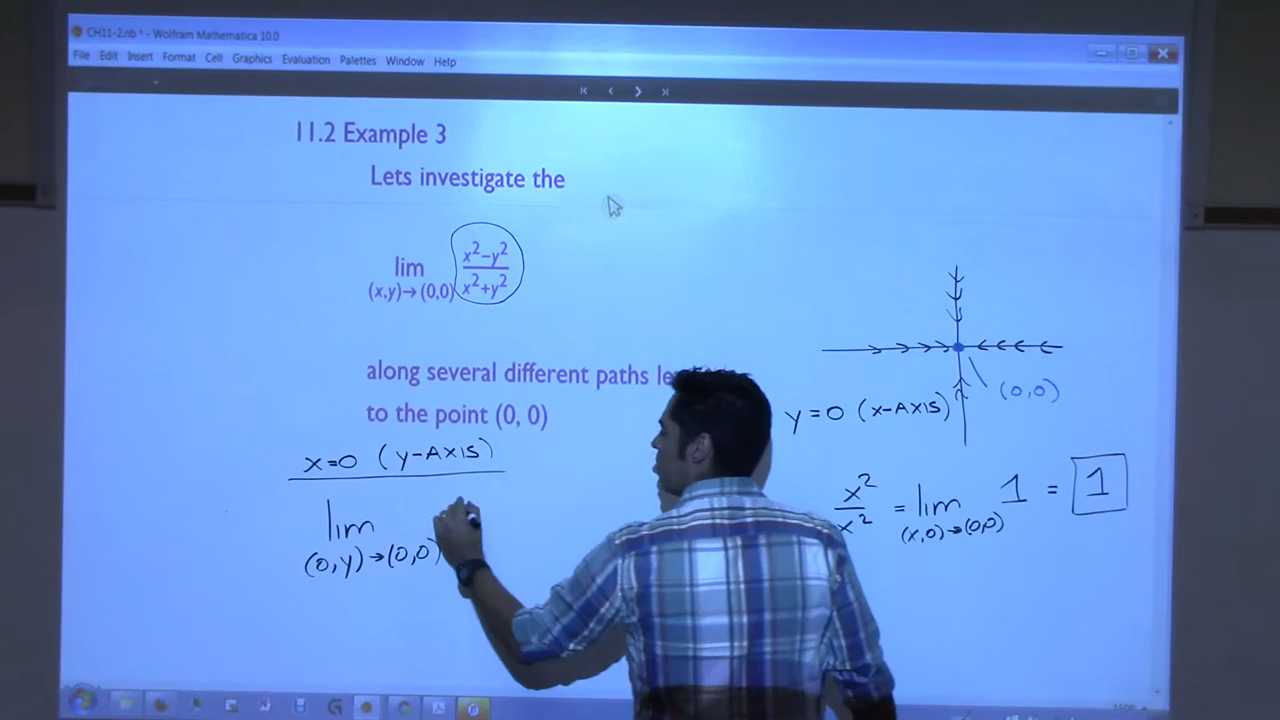 CH11-2.nb * - Wolfram Mathematica 10.0
File Edit Insert Format Cell Graphics Evaluation Palettes Window Help
11.2 Example 3
Lets investigate the
lim (x,y)→(0,0) x²−y² / x²+y²
along several different paths
to the point (0, 0)
(0,0)
y=0 (x-AXIS)
x=0 (y-AXIS)
x² / x² = lim (x,0)→(0,0) 1 = 1
lim (0,y)→(0,0)